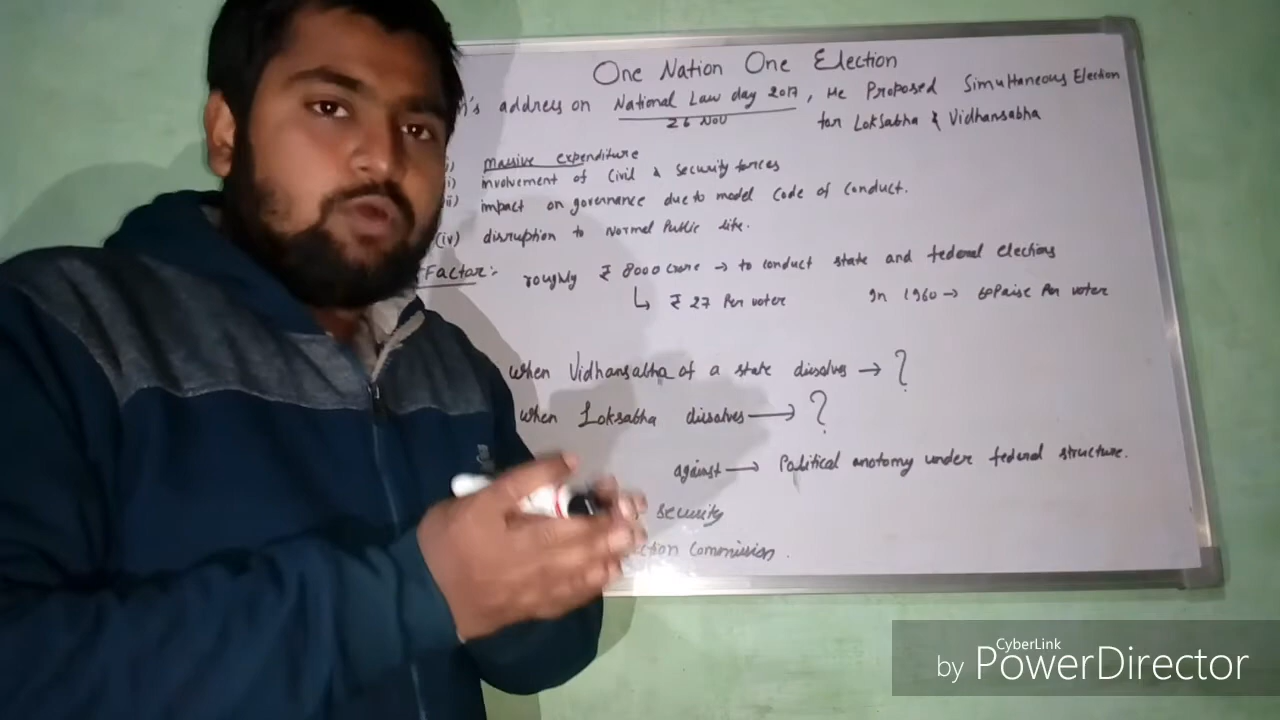 One Nation One Election
's address on National Law day 2017, He Proposed Simultaneous Election
26 Nov for Loksabha & Vidhansabha
i) massive expenditure
i) involvement of Civil & security forces
ii) impact on governance due to model Code of Conduct.
(iv) disruption to Normal Public life.
Factor:- roughly ₹ 8000 crore → to conduct state and federal elections
↳ ₹ 27 Per voter In 1960 → 60 Paise Per voter
when Vidhansabha of a state dissolves → ?
when Loksabha dissolves → ?
against → Political anotomy under federal structure.
security
ction Commission.
CyberLink
by PowerDirector